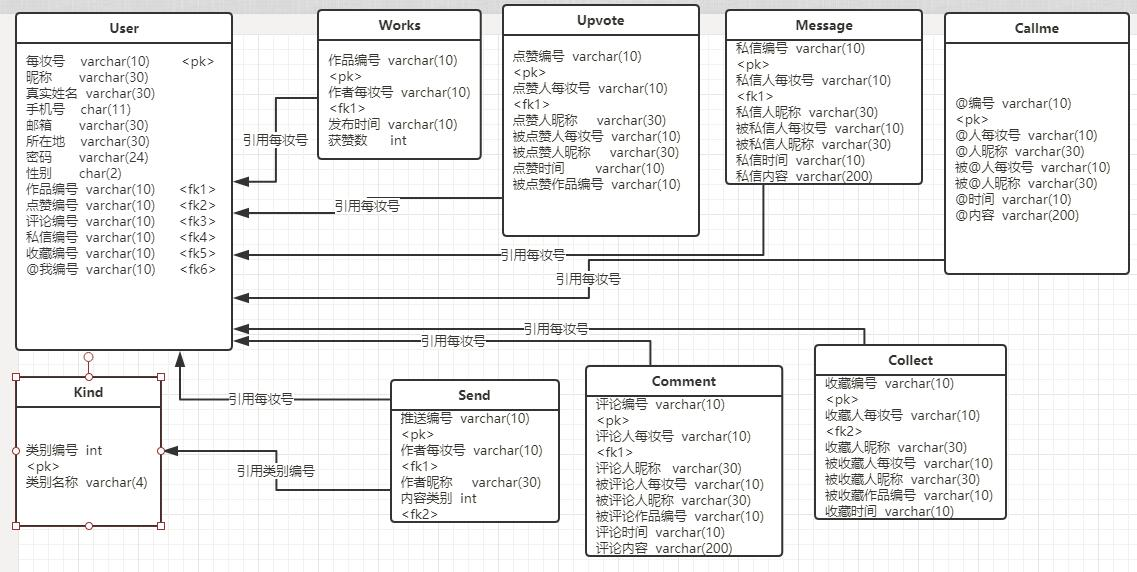 User
每妆号 varchar(10) <pk>
昵称 varchar(30)
真实姓名 varchar(30)
手机号 char(11)
邮箱 varchar(30)
所在地 varchar(30)
密码 varchar(24)
性别 char(2)
作品编号 varchar(10) <fk1>
点赞编号 varchar(10) <fk2>
评论编号 varchar(10) <fk3>
私信编号 varchar(10) <fk4>
收藏编号 varchar(10) <fk5>
@我编号 varchar(10) <fk6>
Works
作品编号 varchar(10)
<pk>
作者每妆号 varchar(10)
<fk1>
发布时间 varchar(10)
获赞数 int
Upvote
点赞编号 varchar(10)
<pk>
点赞人每妆号 varchar(10)
<fk1>
点赞人昵称 varchar(30)
被点赞人每妆号 varchar(10)
被点赞人昵称 varchar(30)
点赞时间 varchar(10)
被点赞作品编号 varchar(10)
Message
私信编号 varchar(10)
<pk>
私信人每妆号 varchar(10)
<fk1>
私信人昵称 varchar(30)
被私信人每妆号 varchar(10)
被私信人昵称 varchar(30)
私信时间 varchar(10)
私信内容 varchar(200)
Callme
@编号 varchar(10)
<pk>
@人每妆号 varchar(10)
@人昵称 varchar(30)
被@人每妆号 varchar(10)
被@人昵称 varchar(30)
@时间 varchar(10)
@内容 varchar(200)
引用每妆号
引用每妆号
引用每妆号
引用每妆号
引用每妆号
引用每妆号
引用每妆号
引用类别编号
Kind
类别编号 int
<pk>
类别名称 varchar(4)
Send
推送编号 varchar(10)
<pk>
作者每妆号 varchar(10)
<fk1>
作者昵称 varchar(30)
内容类别 int
<fk2>
Comment
评论编号 varchar(10)
<pk>
评论人每妆号 varchar(10)
<fk1>
评论人昵称 varchar(30)
被评论人每妆号 varchar(10)
被评论人昵称 varchar(30)
被评论作品编号 varchar(10)
评论时间 varchar(10)
评论内容 varchar(200)
Collect
收藏编号 varchar(10)
<pk>
收藏人每妆号 varchar(10)
<fk2>
收藏人昵称 varchar(30)
被收藏人每妆号 varchar(10)
被收藏人昵称 varchar(30)
被收藏作品编号 varchar(10)
收藏时间 varchar(10)